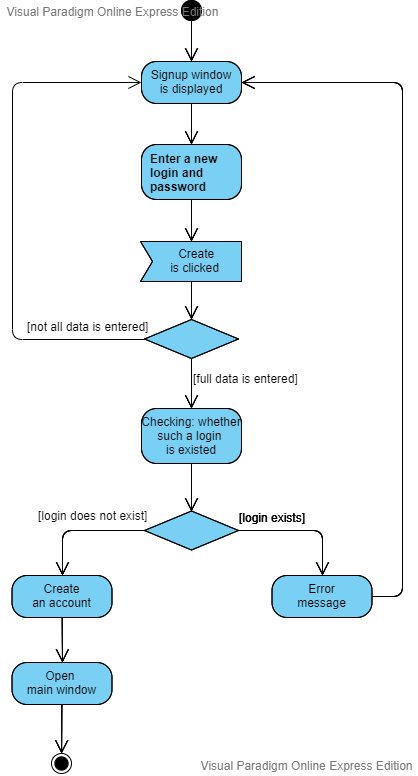 Visual Paradigm Online Express Edition
Signup window
is displayed
Enter a new
login and
password
Create
is clicked
[not all data is entered]
[full data is entered]
Checking: whether
such a login
is existed
[login does not exist]
[login exists]
Create
an account
Error
message
Open
main window
Visual Paradigm Online Express Edition